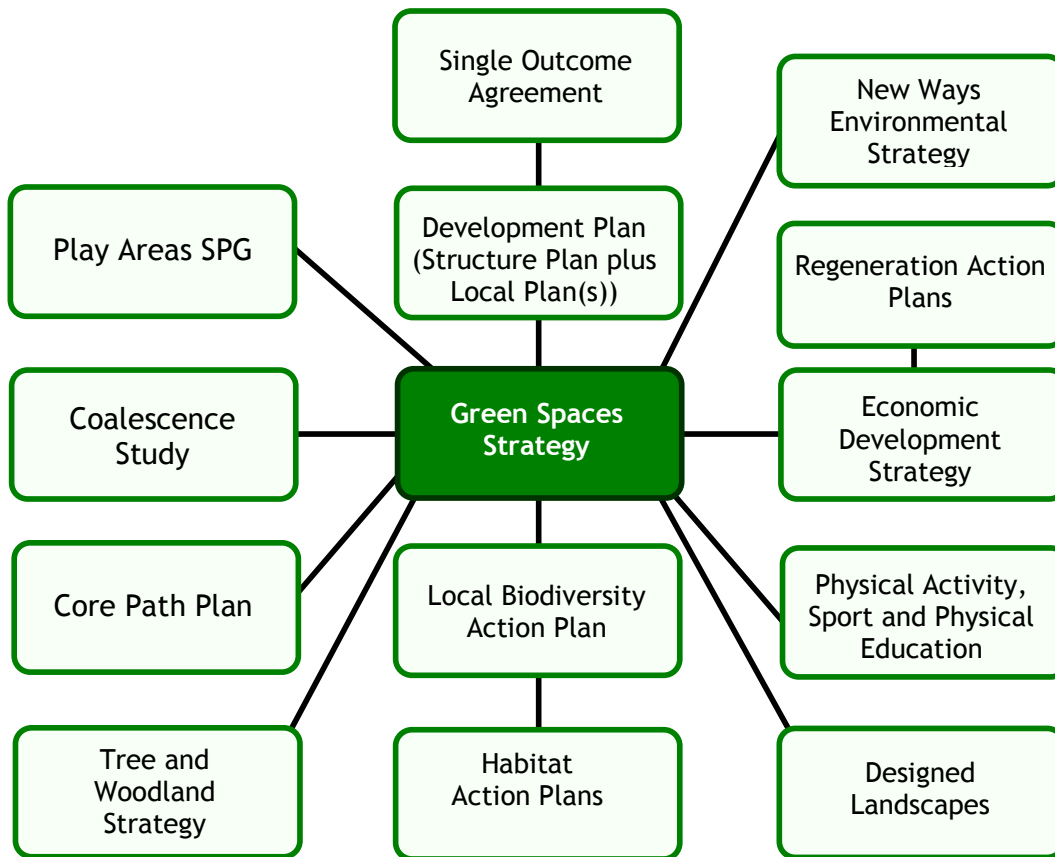 Single Outcome
Agreement
New Ways
Environmental
Strategy
Play Areas SPG
Development Plan
(Structure Plan plus
Local Plan(s))
Regeneration Action
Plans
Coalescence
Study
Green Spaces
Strategy
Economic
Development
Strategy
Core Path Plan
Local Biodiversity
Action Plan
Physical Activity,
Sport and Physical
Education
Tree and
Woodland
Strategy
Habitat
Action Plans
Designed
Landscapes